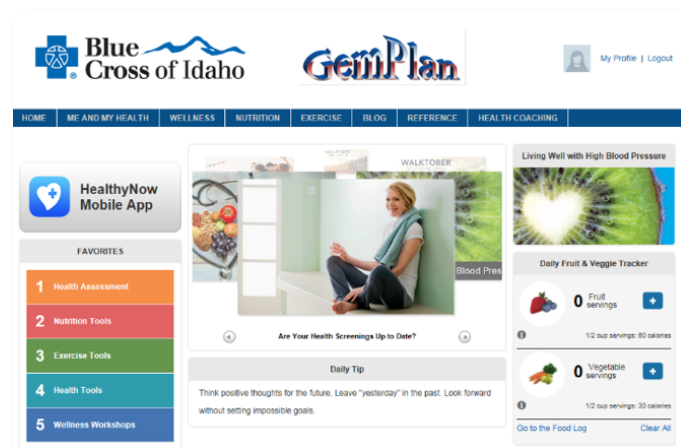 Blue
Cross of Idaho
GemPlan
My Profile | Logout
HOME
ME AND MY HEALTH
WELLNESS
NUTRITION
EXERCISE
BLOG
REFERENCE
HEALTH COACHING
HealthyNow
Mobile App
FAVORITES
1 Health Assessment
2 Nutrition Tools
3 Exercise Tools
4 Health Tools
5 Wellness Workshops
WALKTOBER
Blood Pres
Are Your Health Screenings Up to Date?
Daily Tip
Think positive thoughts for the future. Leave "yesterday" in the past. Look forward
without setting impossible goals.
Living Well with High Blood Pressure
Daily Fruit & Veggie Tracker
0 Fruit
servings
+
1/2 cup servings: 60 calories
0 Vegetable
servings
+
1/2 cup servings: 30 calories
Go to the Food Log
Clear All